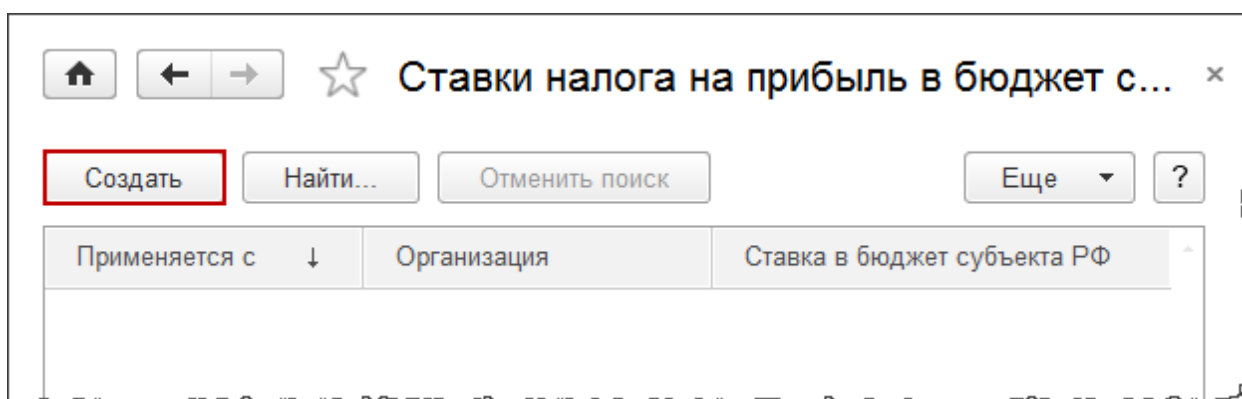 Ставки налога на прибыль в бюджет с...
Создать Найти... Отменить поиск Еще ?
Применяется с Организация Ставка в бюджет субъекта РФ